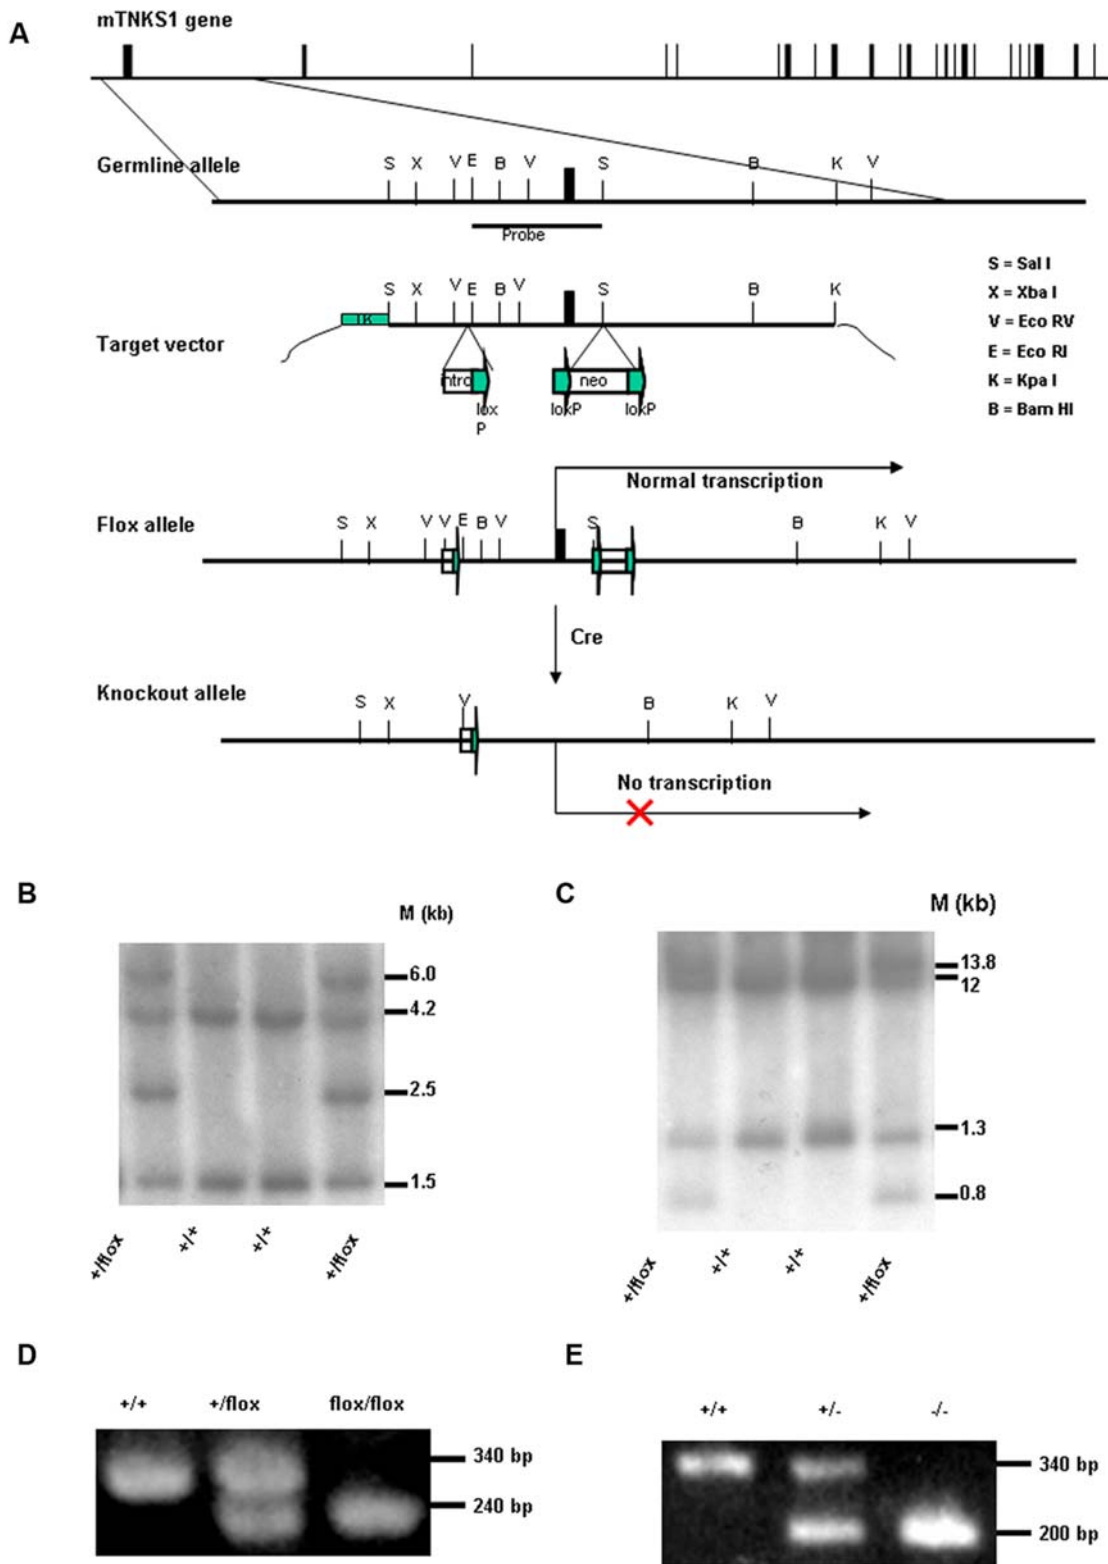 A
mTNKS1 gene
Germline allele
S X V E B V S B K V
Probe
S = Sal I
X = Xba I
V = Eco RV
E = Eco RI
K = Kpa I
B = Bam HI
S X V E B V S B K
TK
Target vector
intro
neo
lox
P
loxP
loxP
Normal transcription
Flox allele
S X V V E B V S B K V
Cre
Knockout allele
S X V B K V
No transcription
B
M (kb)
6.0
4.2
2.5
1.5
+/flox +/+ +/+ +/flox
C
M (kb)
13.8
12
1.3
0.8
+/flox +/+ +/+ +/flox
D
+/+ +/flox flox/flox
340 bp
240 bp
E
+/+ +/- -/-
340 bp
200 bp